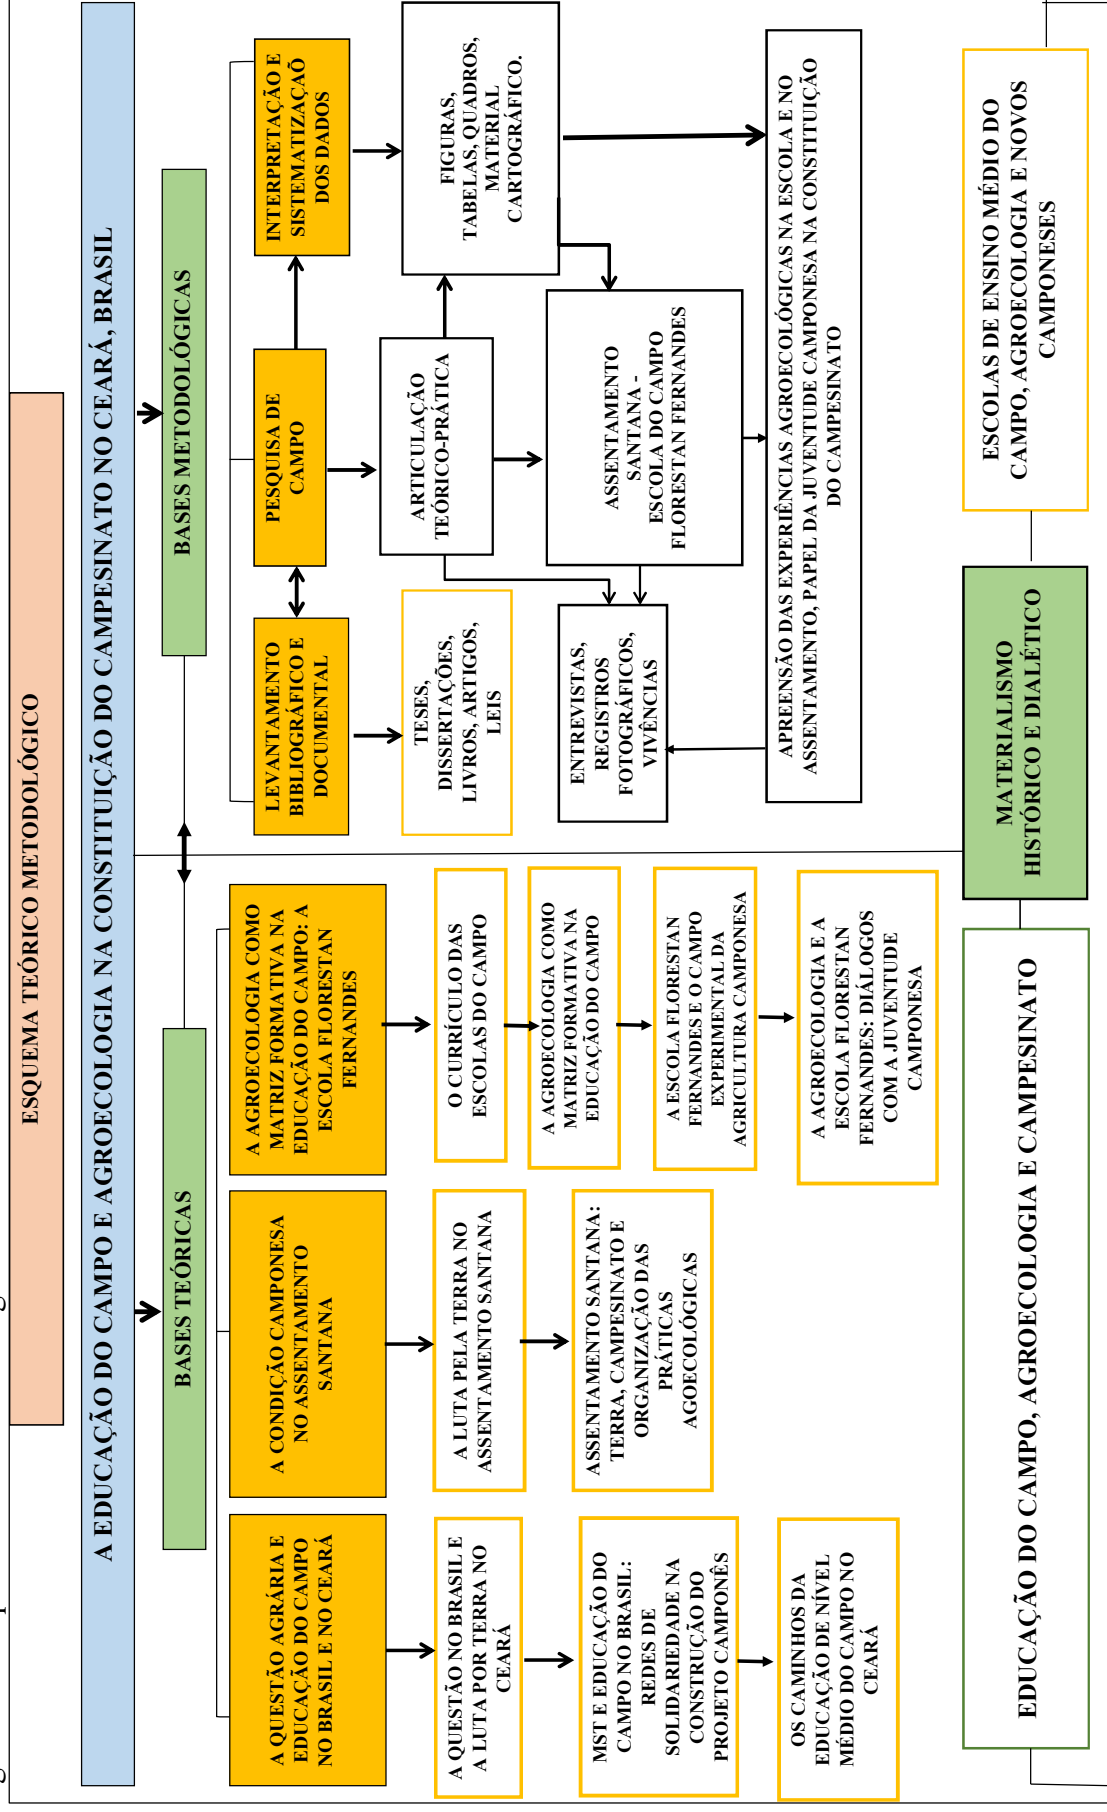 ESQUEMA TEÓRICO METODOLÓGICO
A EDUCAÇÃO DO CAMPO E AGROECOLOGIA NA CONSTITUIÇÃO DO CAMPESINATO NO CEARÁ, BRASIL
BASES TEÓRICAS
BASES METODOLÓGICAS
A QUESTÃO AGRÁRIA E
EDUCAÇÃO DO CAMPO
NO BRASIL E NO CEARÁ
A CONDIÇÃO CAMPONESA
NO ASSENTAMENTO
SANTANA
A AGROECOLOGIA COMO
MATRIZ FORMATIVA NA
EDUCAÇÃO DO CAMPO: A
ESCOLA FLORESTAN
FERNANDES
LEVANTAMENTO
BIBLIOGRÁFICO E
DOCUMENTAL
PESQUISA DE
CAMPO
INTERPRETAÇÃO E
SISTEMATIZAÇAÕ
DOS DADOS
A QUESTÃO NO BRASIL E
A LUTA POR TERRA NO
CEARÁ
MST E EDUCAÇÃO DO
CAMPO NO BRASIL:
REDES DE
SOLIDARIEDADE NA
CONSTRUÇÃO DO
PROJETO CAMPONÊS
OS CAMINHOS DA
EDUCAÇÃO DE NÍVEL
MÉDIO DO CAMPO NO
CEARÁ
A LUTA PELA TERRA NO
ASSENTAMENTO SANTANA
ASSENTAMENTO SANTANA:
TERRA, CAMPESINATO E
ORGANIZAÇÃO DAS
PRÁTICAS
AGOECOLÓGICAS
O CURRÍCULO DAS
ESCOLAS DO CAMPO
A AGROECOLOGIA COMO
MATRIZ FORMATIVA NA
EDUCAÇÃO DO CAMPO
A ESCOLA FLORESTAN
FERNANDES E O CAMPO
EXPERIMENTAL DA
AGRICULTURA CAMPONESA
A AGROECOLOGIA E A
ESCOLA FLORESTAN
FERNANDES: DIÁLOGOS
COM A JUVENTUDE
CAMPONESA
TESES,
DISSERTAÇÕES,
LIVROS, ARTIGOS,
LEIS
ARTICULAÇÃO
TEÓRICO-PRÁTICA
FIGURAS,
TABELAS, QUADROS,
MATERIAL
CARTOGRÁFICO.
ENTREVISTAS,
REGISTROS
FOTOGRÁFICOS,
VIVÊNCIAS
ASSENTAMENTO
SANTANA -
ESCOLA DO CAMPO
FLORESTAN FERNANDES
APREENSÃO DAS EXPERIÊNCIAS AGROECOLÓGICAS NA ESCOLA E NO
ASSENTAMENTO, PAPEL DA JUVENTUDE CAMPONESA NA CONSTITUIÇÃO
DO CAMPESINATO
EDUCAÇÃO DO CAMPO, AGROECOLOGIA E CAMPESINATO
MATERIALISMO
HISTÓRICO E DIALÉTICO
ESCOLAS DE ENSINO MÉDIO DO
CAMPO, AGROECOLOGIA E NOVOS
CAMPONESES